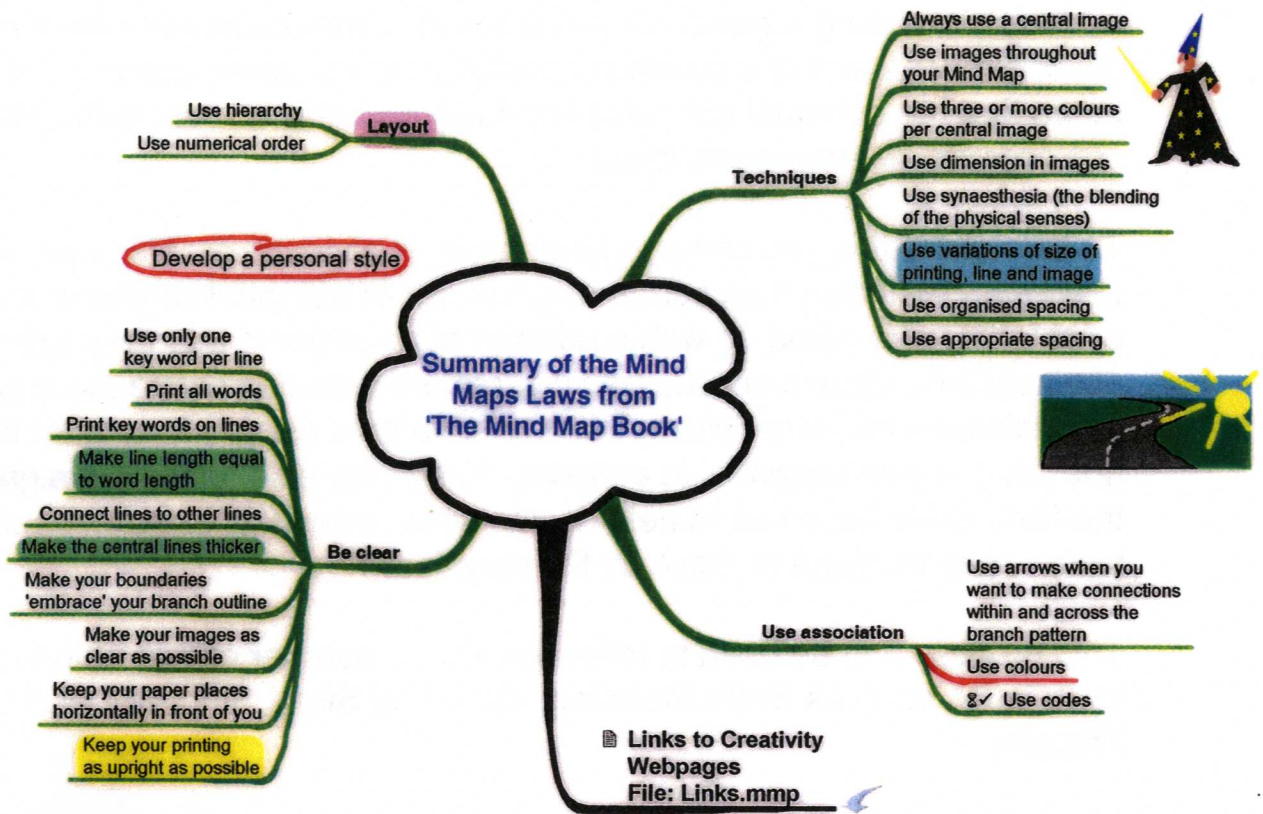 Summary of the Mind
Maps Laws from
'The Mind Map Book'
Layout
Use hierarchy
Use numerical order
Develop a personal style
Techniques
Always use a central image
Use images throughout
your Mind Map
Use three or more colours
per central image
Use dimension in images
Use synaesthesia (the blending
of the physical senses)
Use variations of size of
printing, line and image
Use organised spacing
Use appropriate spacing
Be clear
Use only one
key word per line
Print all words
Print key words on lines
Make line length equal
to word length
Connect lines to other lines
Make the central lines thicker
Make your boundaries
'embrace' your branch outline
Make your images as
clear as possible
Keep your paper places
horizontally in front of you
Keep your printing
as upright as possible
Use association
Use arrows when you
want to make connections
within and across the
branch pattern
Use colours
Use codes
Links to Creativity
Webpages
File: Links.mmp